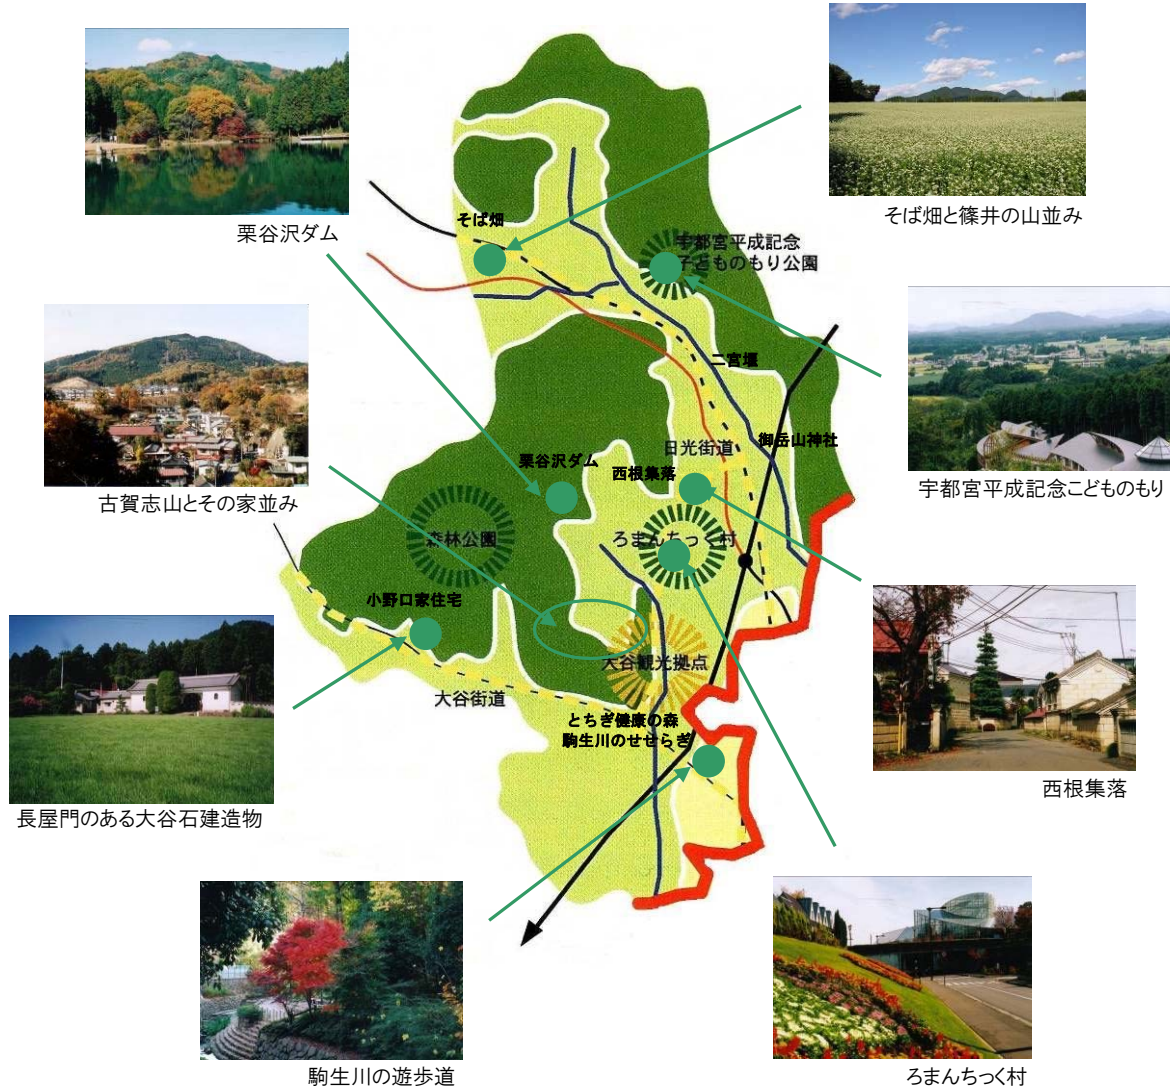 そば畑と篠井の山並み
栗谷沢ダム
そば畑
宇都宮平成記念
子どものもり公園
古賀志山とその家並み
宇都宮平成記念こどものもり
二宮堰
御岳山神社
日光街道
栗谷沢ダム
西根集落
森林公園
ろまんちっく村
小野口家住宅
大谷観光拠点
大谷街道
とちぎ健康の森
駒生川のせせらぎ
長屋門のある大谷石建造物
西根集落
駒生川の遊歩道
ろまんちっく村